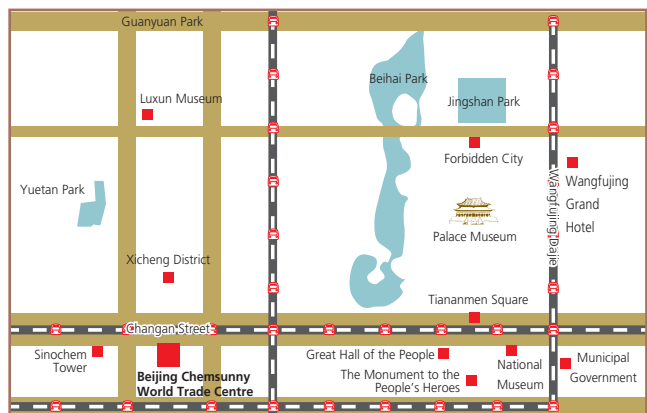 Guanyuan Park
Beihai Park
Luxun Museum
Jingshan Park
Forbidden City
Yuetan Park
Wangfujing Dajie
Wangfujing
Grand
Hotel
Palace Museum
Xicheng District
Tiananmen Square
Changan Street
Sinochem
Tower
Beijing Chemsunny
World Trade Centre
Great Hall of the People
The Monument to the
People's Heroes
National
Museum
Municipal
Government